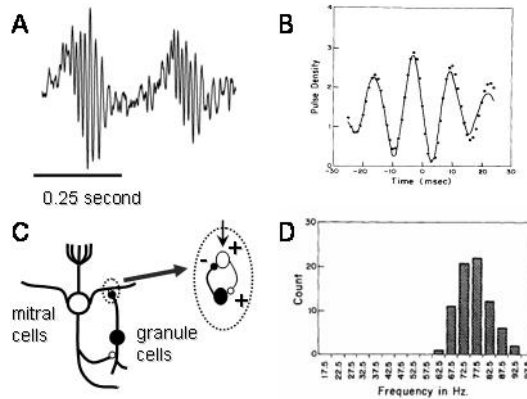 A
0.25 second
B
Pulse Density
4
3
2
1
0
-30 -20 -10 0 10 20 30
Time (msec)
C
mitral
cells
granule
cells
- +
+
D
Count
30
20
10
0
17.5 22.5 27.5 32.5 37.5 42.5 47.5 52.5 57.5 62.5 67.5 72.5 77.5 82.5 87.5 92.5
Frequency in Hz.